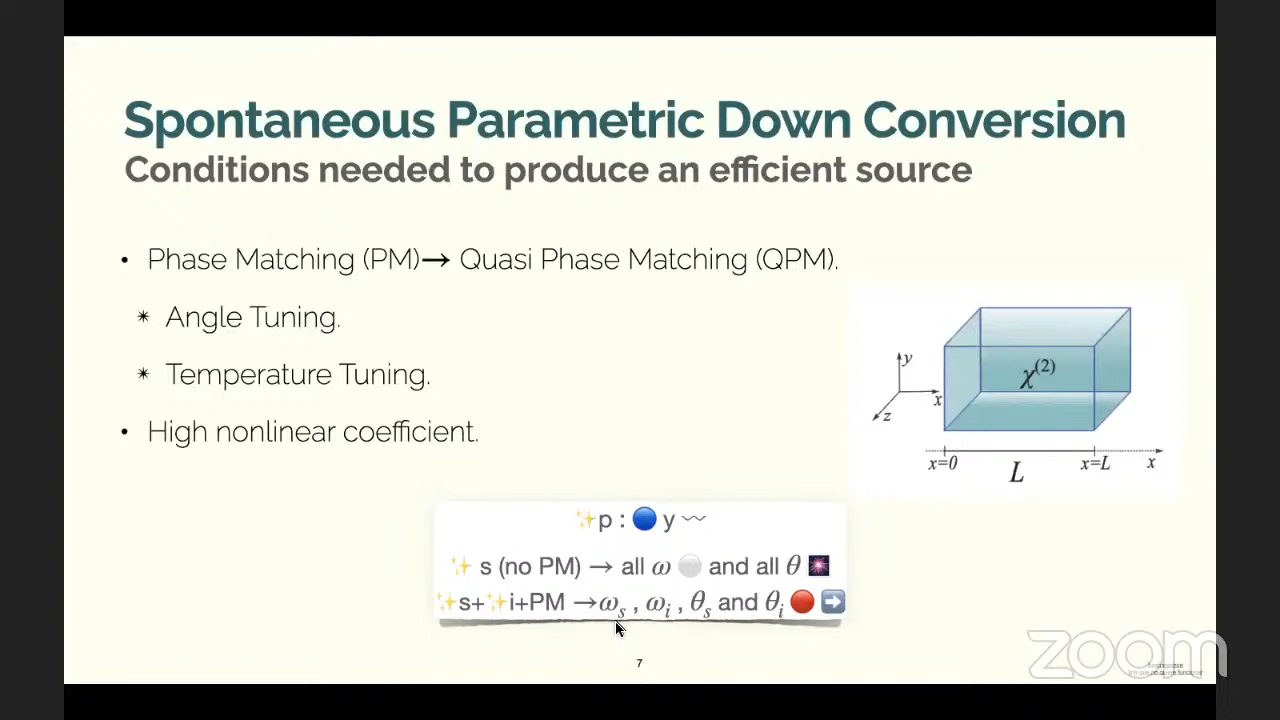 Spontaneous Parametric Down Conversion
Conditions needed to produce an efficient source
• Phase Matching (PM)→ Quasi Phase Matching (QPM).
✴ Angle Tuning.
✴ Temperature Tuning.
• High nonlinear coefficient.
y
x
z
χ(2)
x=0
L
x=L
x
✨p : 🔵 y 〰
✨ s (no PM) → all ω ⚪ and all θ 🎆
✨s+✨i+PM →ωs , ωi , θs and θi 🔴 ➡️
7
zoom